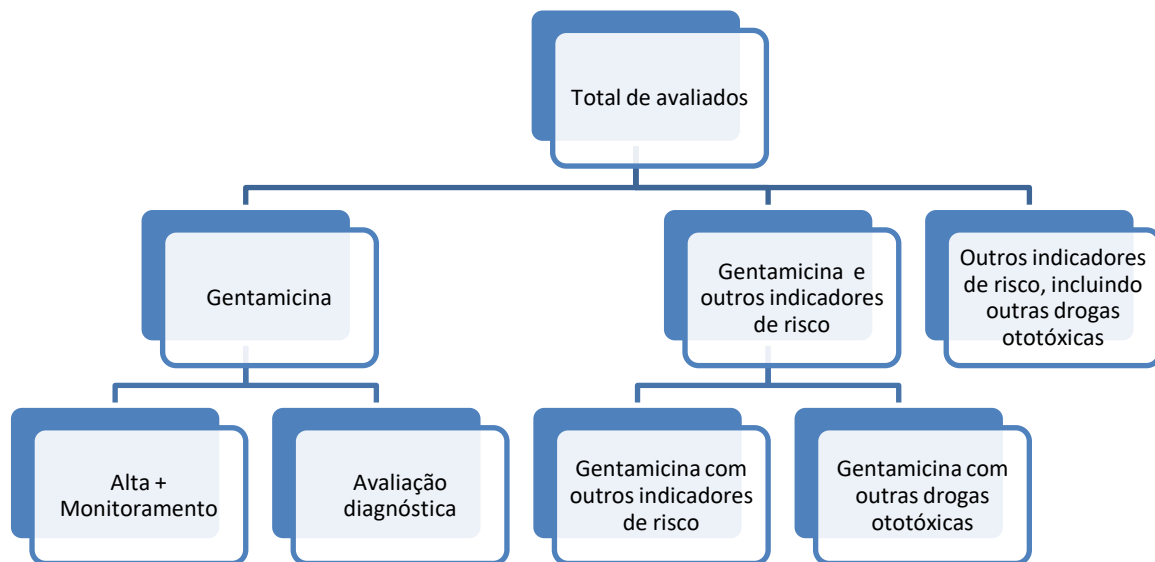 Total de avaliados
Gentamicina
Gentamicina e
outros indicadores
de risco
Outros indicadores
de risco, incluindo
outras drogas
ototóxicas
Alta +
Monitoramento
Avaliação
diagnóstica
Gentamicina com
outros indicadores
de risco
Gentamicina com
outras drogas
ototóxicas